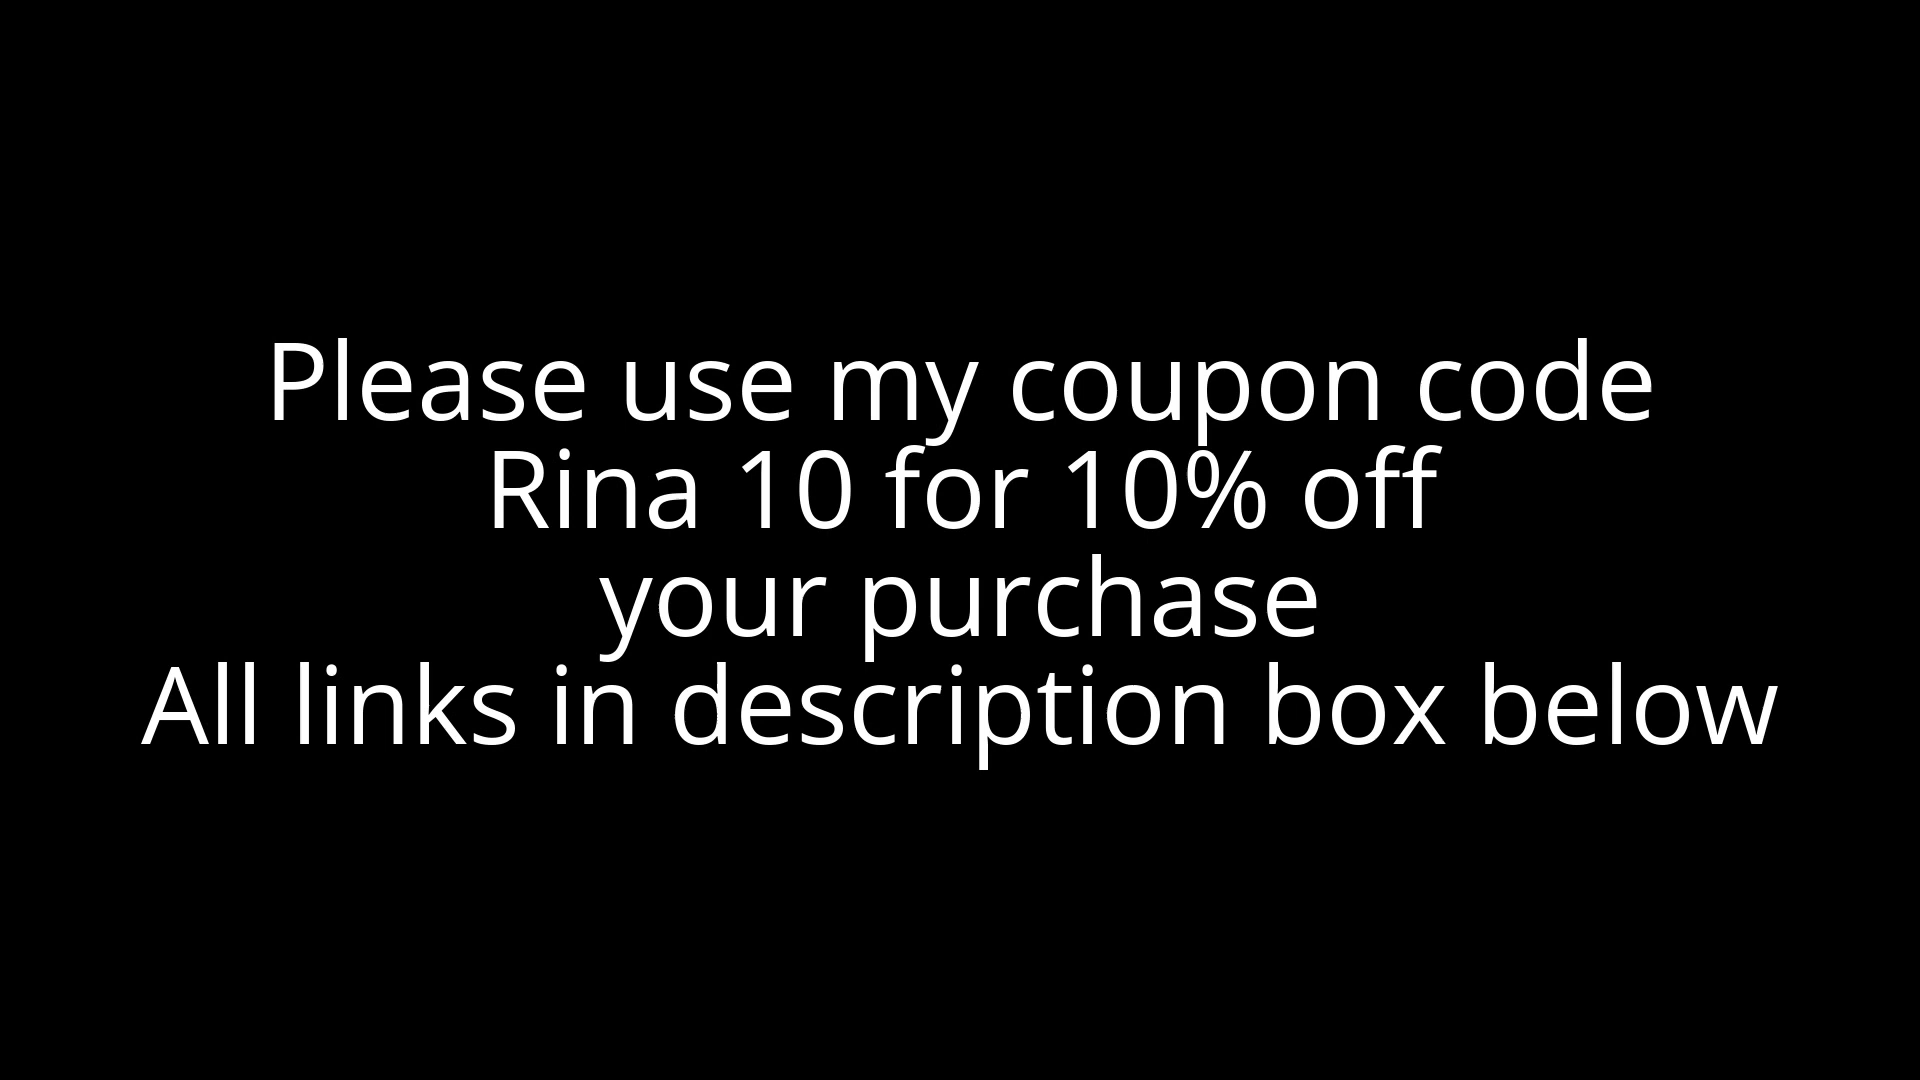 Please use my coupon code
Rina 10 for 10% off
your purchase
All links in description box below